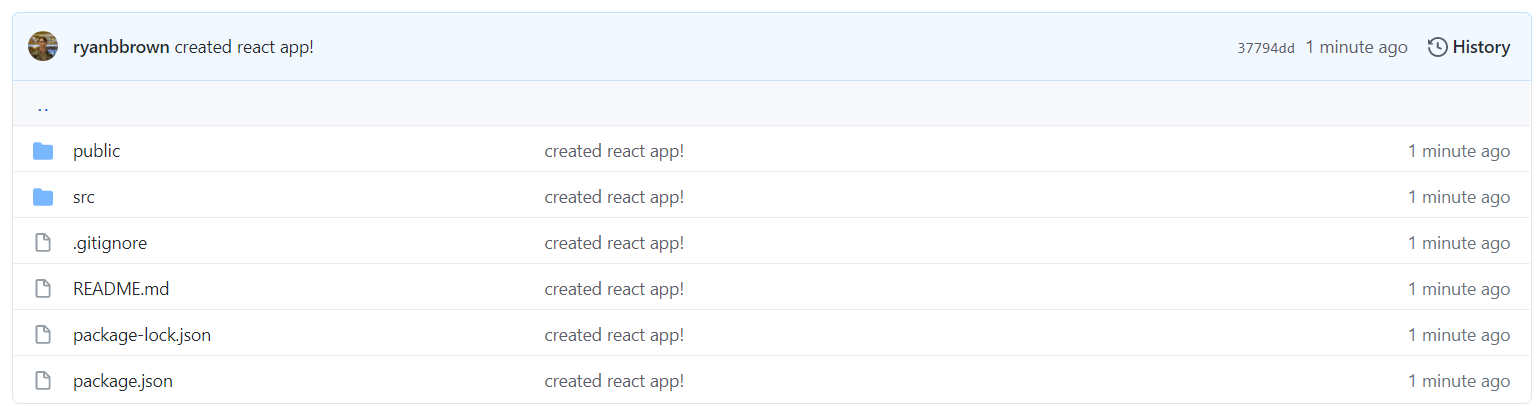 ryanbbrown created react app! 37794dd 1 minute ago History
..
public created react app! 1 minute ago
src created react app! 1 minute ago
.gitignore created react app! 1 minute ago
README.md created react app! 1 minute ago
package-lock.json created react app! 1 minute ago
package.json created react app! 1 minute ago